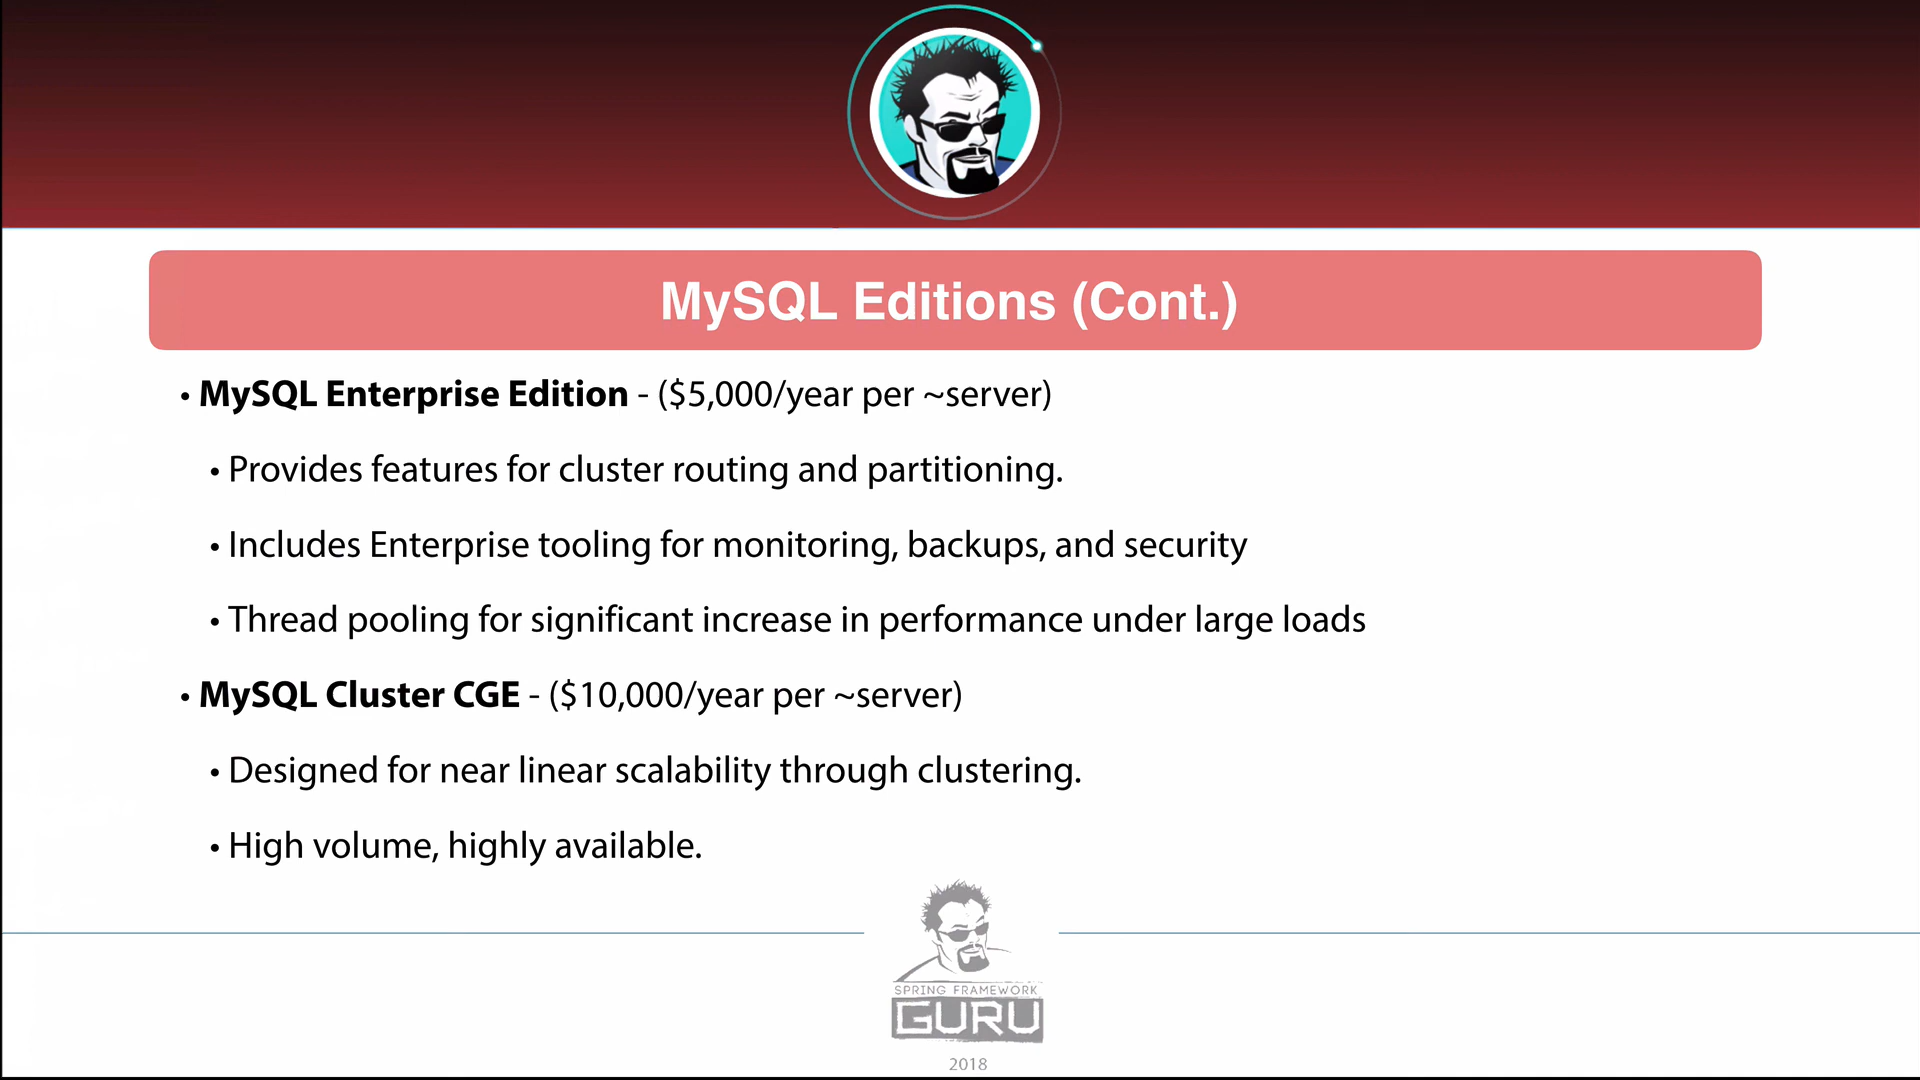 MySQL Editions (Cont.)
• MySQL Enterprise Edition - ($5,000/year per ~server)
• Provides features for cluster routing and partitioning.
• Includes Enterprise tooling for monitoring, backups, and security
• Thread pooling for significant increase in performance under large loads
• MySQL Cluster CGE - ($10,000/year per ~server)
• Designed for near linear scalability through clustering.
• High volume, highly available.
SPRING FRAMEWORK
GURU
2018